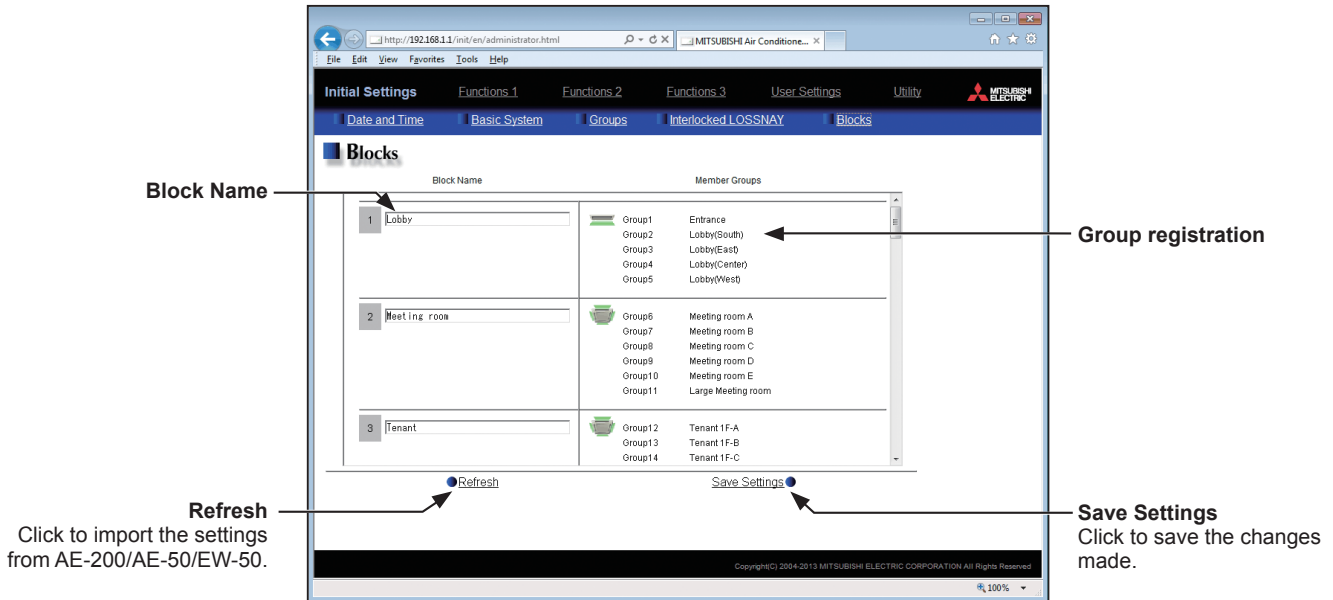 http://192.168.1.1/init/en/administrator.html
MITSUBISHI Air Conditione...
File Edit View Favorites Tools Help
Initial Settings Functions 1 Functions 2 Functions 3 User Settings Utility MITSUBISHI ELECTRIC
Date and Time Basic System Groups Interlocked LOSSNAY Blocks
Blocks
Block Name Member Groups
Block Name
1 Lobby Group1 Entrance
Group2 Lobby(South)
Group registration
Group3 Lobby(East)
Group4 Lobby(Center)
Group5 Lobby(West)
2 Meeting room Group6 Meeting room A
Group7 Meeting room B
Group8 Meeting room C
Group9 Meeting room D
Group10 Meeting room E
Group11 Large Meeting room
3 Tenant Group12 Tenant 1F-A
Group13 Tenant 1F-B
Group14 Tenant 1F-C
Refresh Save Settings
Refresh
Click to import the settings
from AE-200/AE-50/EW-50.
Save Settings
Click to save the changes
made.
Copyright(C) 2004-2013 MITSUBISHI ELECTRIC CORPORATION All Rights Reserved
100%